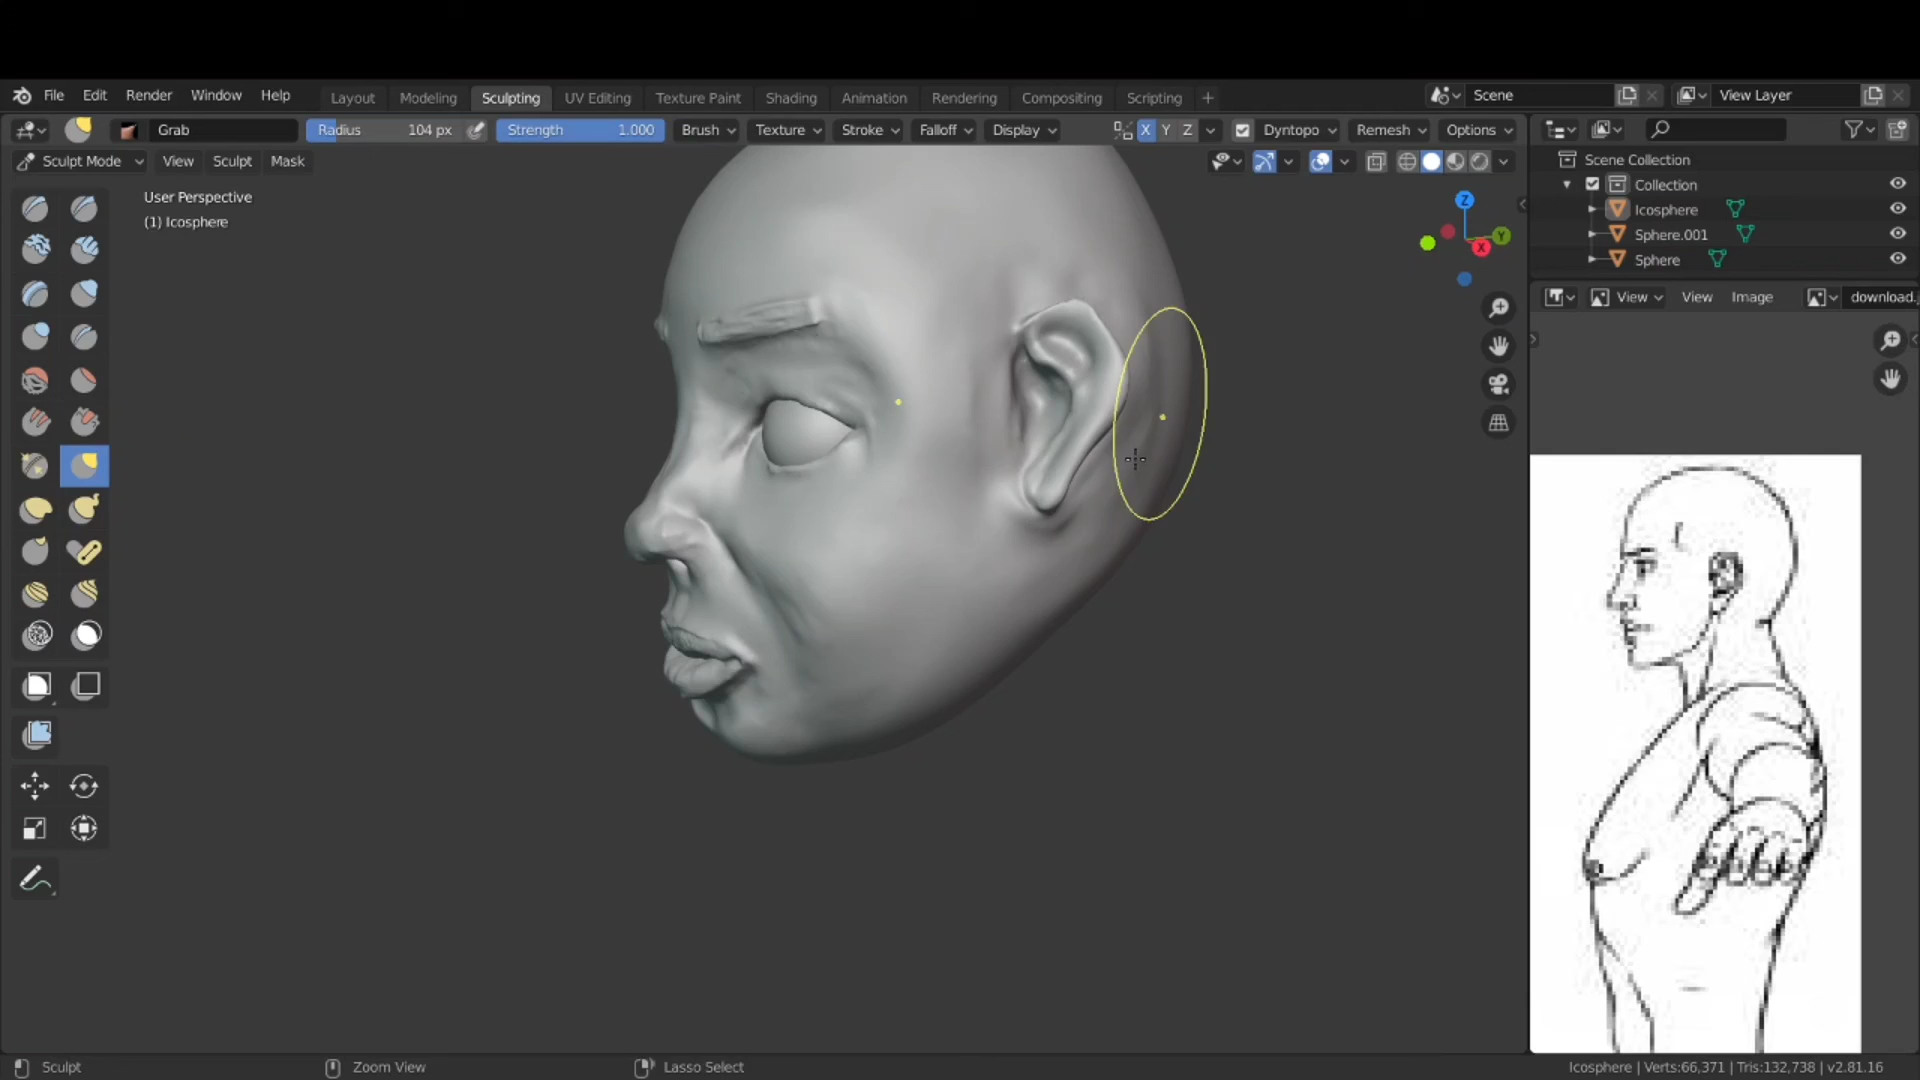 File Edit Render Window Help Layout Modeling Sculpting UV Editing Texture Paint Shading Animation Rendering Compositing Scripting + Scene View Layer
Grab Radius 104 px Strength 1.000 Brush Texture Stroke Falloff Display X Y Z Dyntopo Remesh Options
Sculpt Mode View Sculpt Mask
Scene Collection
Collection
Icosphere
Sphere.001
Sphere
User Perspective
(1) Icosphere
Z
Y
X
View View Image download.j
Sculpt Zoom View Lasso Select Icosphere | Verts:66,371 | Tris:132,738 | v2.81.16